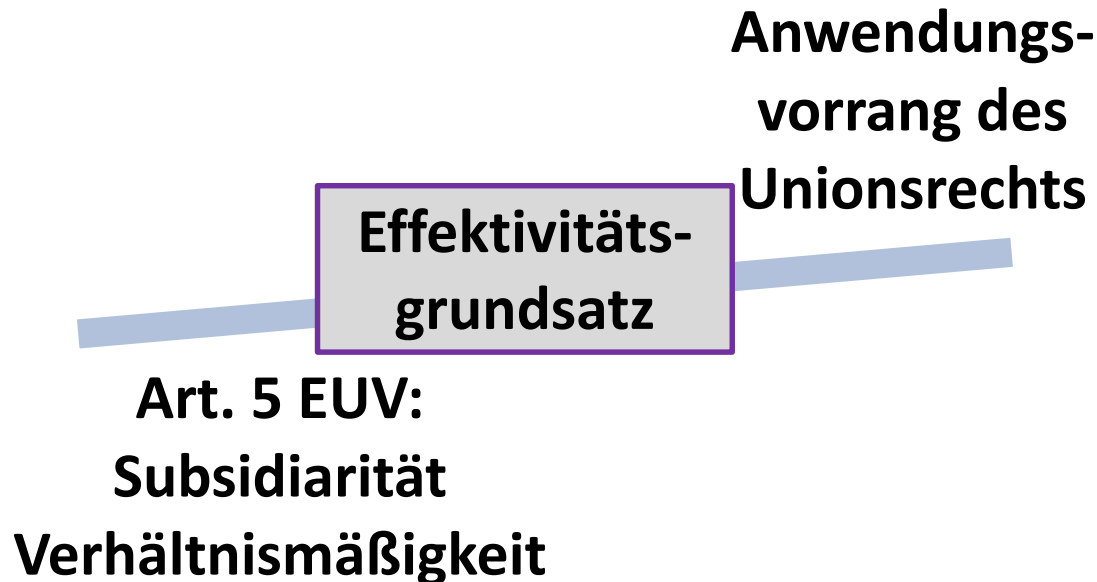 Anwendungs-
vorrang des
Unionsrechts
Effektivitäts-
grundsatz
Art. 5 EUV:
Subsidiarität
Verhältnismäßigkeit